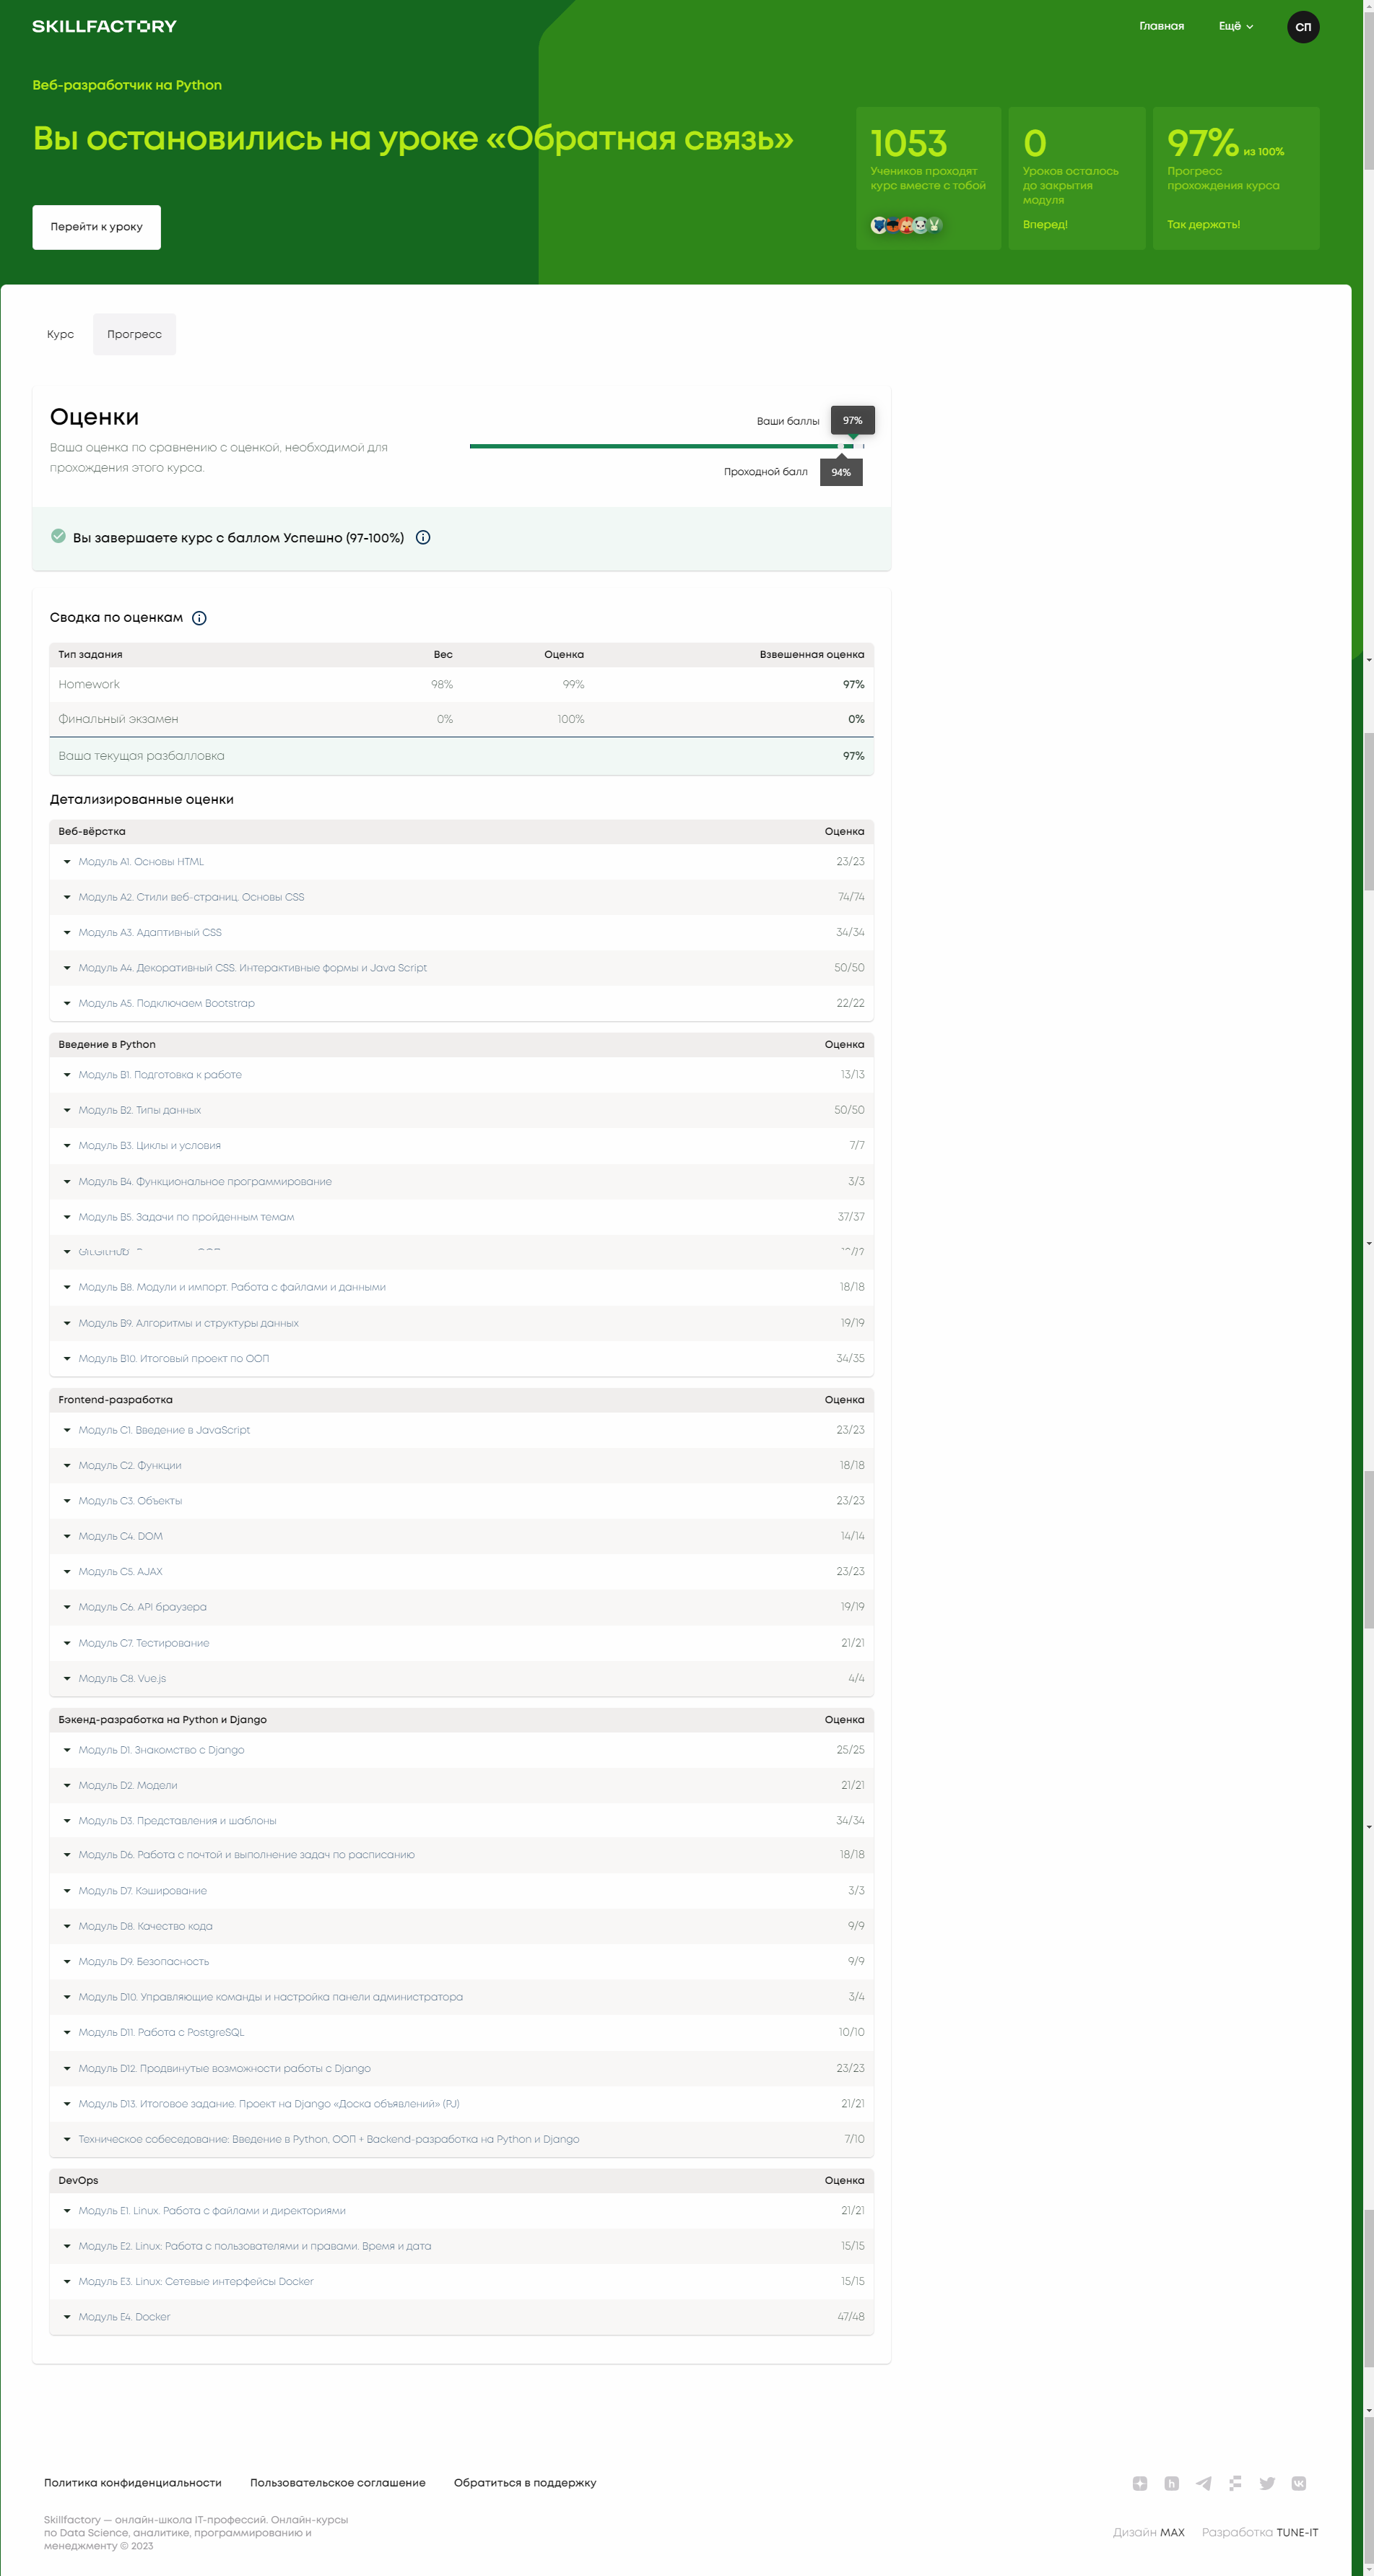 SKILLFACTORY
Главная
Ещё
СП
Веб-разработчик на Python
Вы остановились на уроке «Обратная связь»
Перейти к уроку
1053
Учеников проходят
курс вместе с тобой
0
Уроков осталось
до закрытия
модуля
Вперед!
97% из 100%
Прогресс
прохождения курса
Так держать!
Курс
Прогресс
Оценки
Ваша оценка по сравнению с оценкой, необходимой для
прохождения этого курса.
Ваши баллы 97%
Проходной балл 94%
Вы завершаете курс с баллом Успешно (97-100%)
Сводка по оценкам
Тип задания Вес Оценка Взвешенная оценка
Homework 98% 99% 97%
Финальный экзамен 0% 100% 0%
Ваша текущая разбалловка 97%
Детализированные оценки
Веб-вёрстка Оценка
Модуль A1. Основы HTML 23/23
Модуль A2. Стили веб-страниц. Основы CSS 74/74
Модуль A3. Адаптивный CSS 34/34
Модуль A4. Декоративный CSS. Интерактивные формы и Java Script 50/50
Модуль A5. Подключаем Bootstrap 22/22
Введение в Python Оценка
Модуль B1. Подготовка к работе 13/13
Модуль B2. Типы данных 50/50
Модуль B3. Циклы и условия 7/7
Модуль B4. Функциональное программирование 3/3
Модуль B5. Задачи по пройденным темам 37/37
Модуль B8. Модули и импорт. Работа с файлами и данными 18/18
Модуль B9. Алгоритмы и структуры данных 19/19
Модуль B10. Итоговый проект по ООП 34/35
Frontend-разработка Оценка
Модуль C1. Введение в JavaScript 23/23
Модуль C2. Функции 18/18
Модуль C3. Объекты 23/23
Модуль C4. DOM 14/14
Модуль C5. AJAX 23/23
Модуль C6. API браузера 19/19
Модуль C7. Тестирование 21/21
Модуль C8. Vue.js 4/4
Бэкенд-разработка на Python и Django Оценка
Модуль D1. Знакомство с Django 25/25
Модуль D2. Модели 21/21
Модуль D3. Представления и шаблоны 34/34
Модуль D6. Работа с почтой и выполнение задач по расписанию 18/18
Модуль D7. Кэширование 3/3
Модуль D8. Качество кода 9/9
Модуль D9. Безопасность 9/9
Модуль D10. Управляющие команды и настройка панели администратора 3/4
Модуль D11. Работа с PostgreSQL 10/10
Модуль D12. Продвинутые возможности работы с Django 23/23
Модуль D13. Итоговое задание. Проект на Django «Доска объявлений» (PJ) 21/21
Техническое собеседование: Введение в Python, ООП + Backend-разработка на Python и Django 7/10
DevOps Оценка
Модуль E1. Linux. Работа с файлами и директориями 21/21
Модуль E2. Linux: Работа с пользователями и правами. Время и дата 15/15
Модуль E3. Linux: Сетевые интерфейсы Docker 15/15
Модуль E4. Docker 47/48
Политика конфиденциальности
Пользовательское соглашение
Обратиться в поддержку
Skillfactory — онлайн-школа IT-профессий. Онлайн-курсы
по Data Science, аналитике, программированию и
менеджменту © 2023
Дизайн MAX
Разработка TUNE-IT